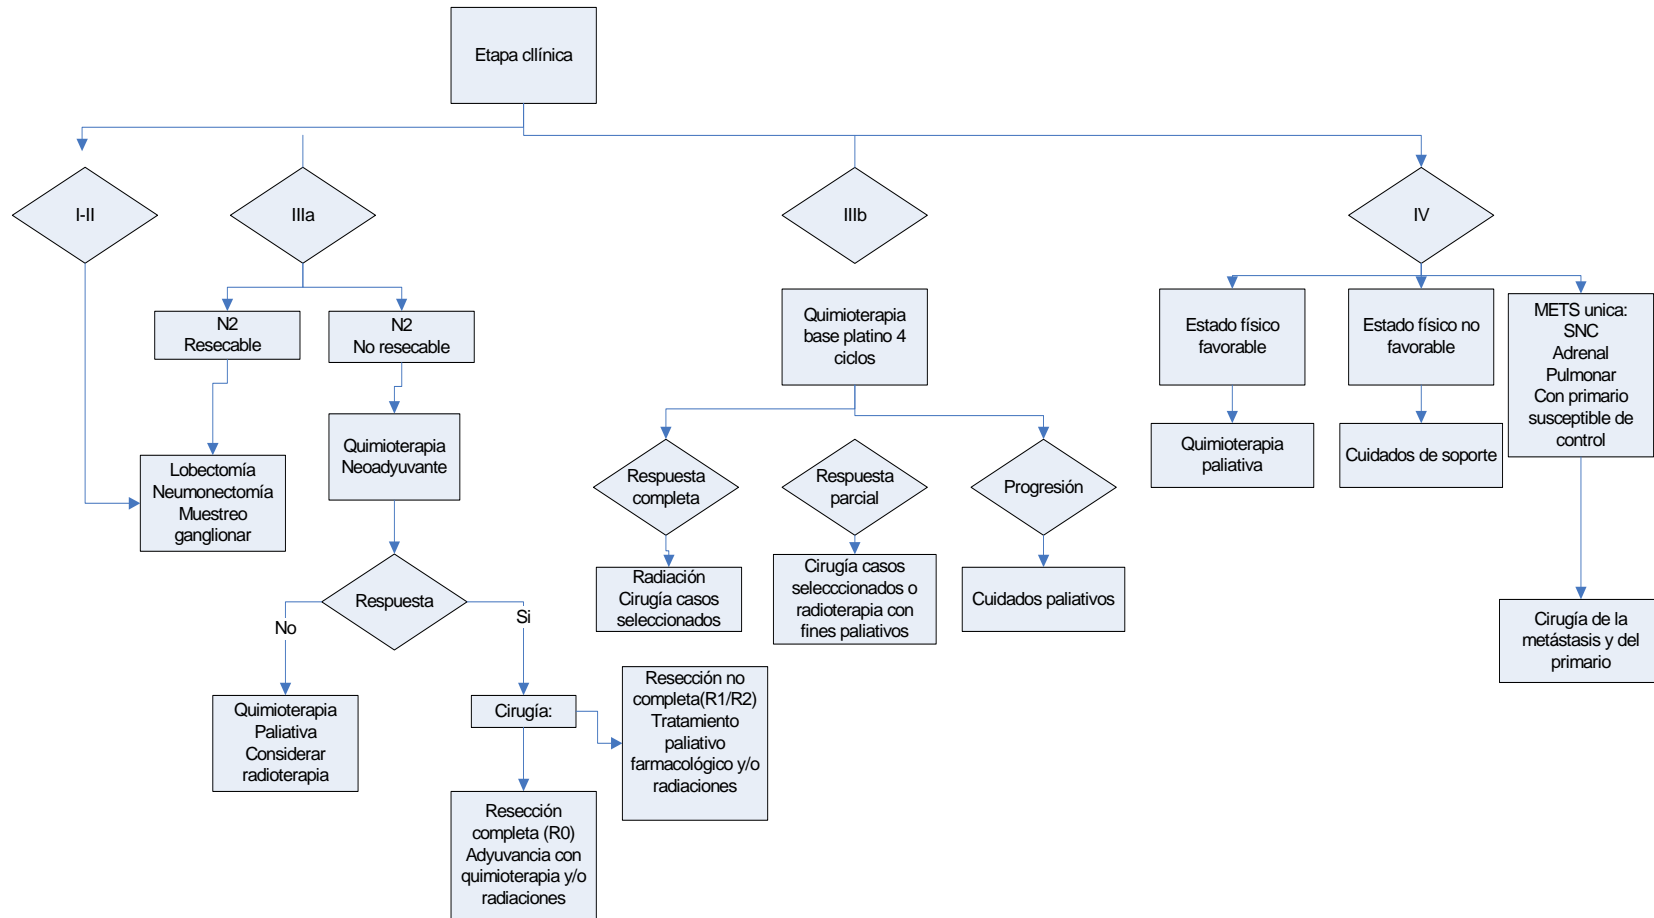 Etapa cllínica
I-II
IIIa
IIIb
IV
N2
Resecable
N2
No resecable
Quimioterapia
base platino 4
ciclos
Estado físico
favorable
Estado físico no
favorable
METS unica:
SNC
Adrenal
Pulmonar
Con primario
susceptible de
control
Lobectomía
Neumonectomía
Muestreo
ganglionar
Quimioterapia
Neoadyuvante
Respuesta
completa
Respuesta
parcial
Progresión
Quimioterapia
paliativa
Cuidados de soporte
Respuesta
No
Si
Radiación
Cirugía casos
seleccionados
Cirugía casos
selecccionados o
radioterapia con
fines paliativos
Cuidados paliativos
Cirugía de la
metástasis y del
primario
Quimioterapia
Paliativa
Considerar
radioterapia
Cirugía:
Resección no
completa(R1/R2)
Tratamiento
paliativo
farmacológico y/o
radiaciones
Resección
completa (R0)
Adyuvancia con
quimioterapia y/o
radiaciones